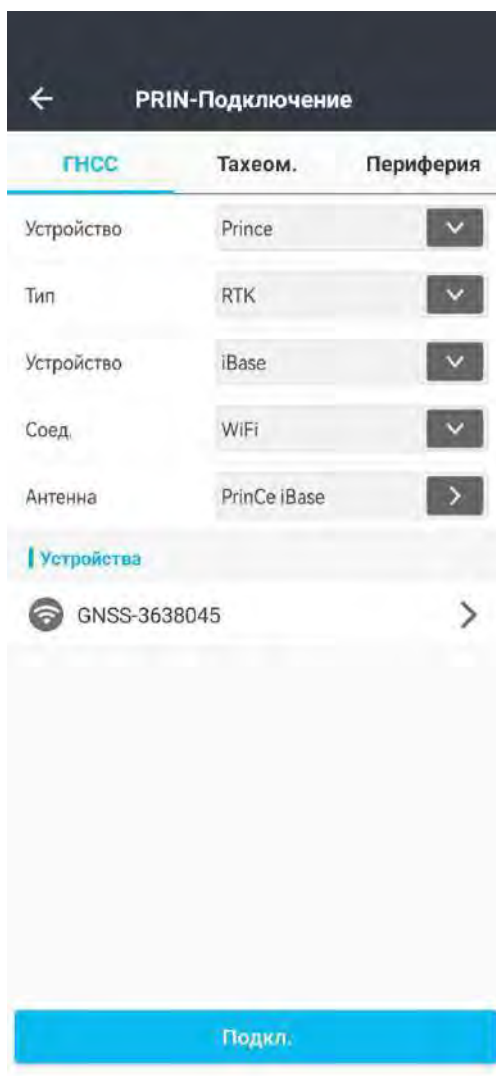 PRIN-Подключение
ГНСС Тахеом. Периферия
Устройство Prince
Тип RTK
Устройство iBase
Соед. WiFi
Антенна PrinCe iBase
Устройства
GNSS-3638045
Подкл.